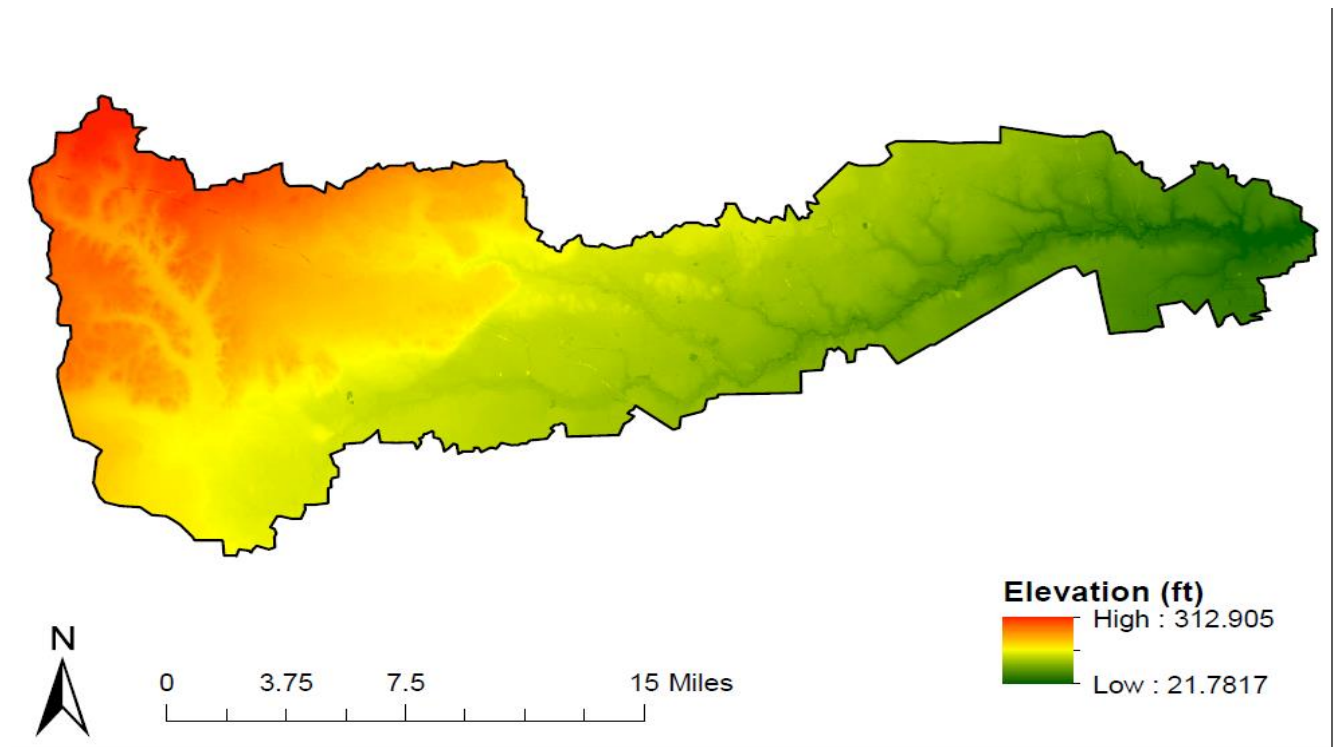 Elevation (ft)
High : 312.905
Low : 21.7817
N
0 3.75 7.5 15 Miles